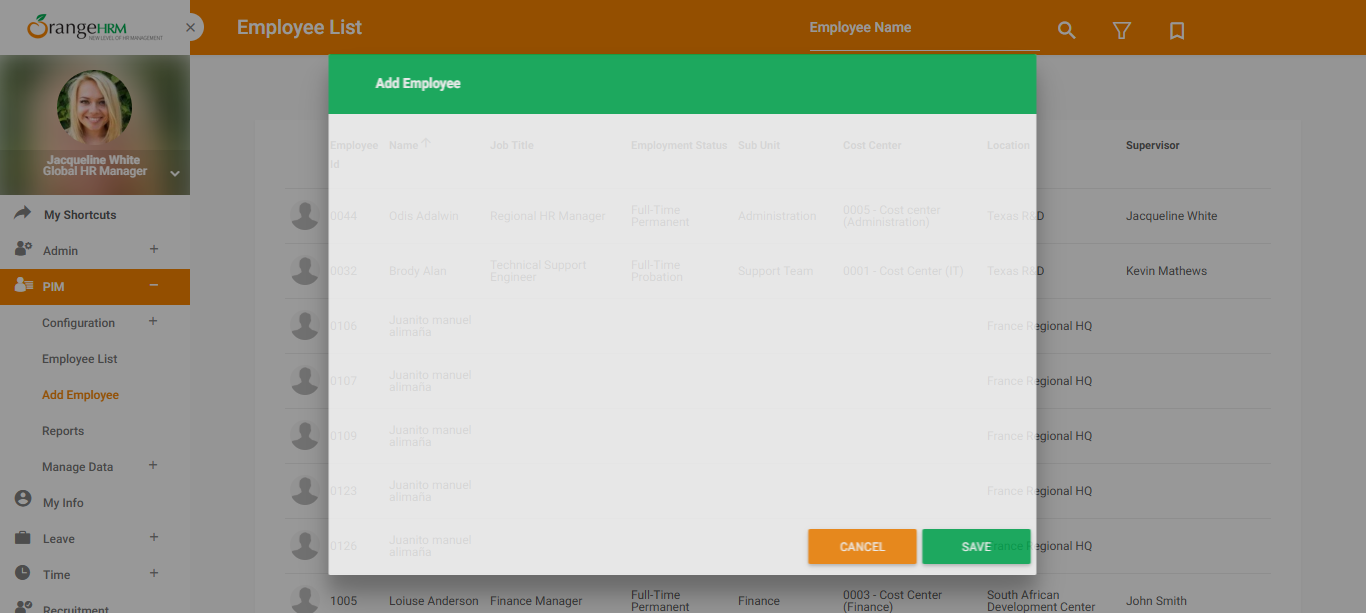 OrangeHRM
NEW LEVEL OF HR MANAGEMENT
Employee List
Employee Name
Jacqueline White
Global HR Manager
My Shortcuts
Admin
PIM
Configuration
Employee List
Add Employee
Reports
Manage Data
My Info
Leave
Time
Recruitment
Add Employee
Employee Id Name Job Title Employment Status Sub Unit Cost Center Location Supervisor
0044 Odis Adalwin Regional HR Manager Full-Time Permanent Administration 0005 - Cost center (Administration) Texas R&D Jacqueline White
0032 Brody Alan Technical Support Engineer Full-Time Probation Support Team 0001 - Cost Center (IT) Texas R&D Kevin Mathews
0106 Juanito manuel alimaña France Regional HQ
0107 Juanito manuel alimaña France Regional HQ
0109 Juanito manuel alimaña France Regional HQ
0123 Juanito manuel alimaña France Regional HQ
0126 Juanito manuel alimaña France Regional HQ
CANCEL SAVE
1005 Loiuse Anderson Finance Manager Full-Time Permanent Finance 0003 - Cost Center (Finance) South African Development Center John Smith